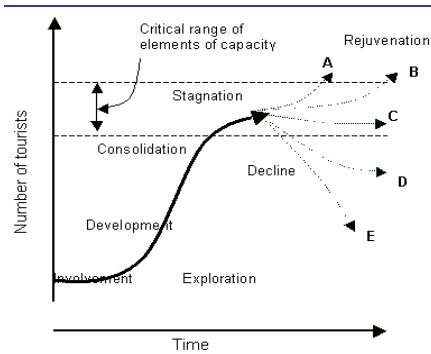 Critical range of
elements of capacity
Rejuvenation
A
B
Stagnation
C
Consolidation
Decline
D
Development
E
Involvement
Exploration
Number of tourists
Time